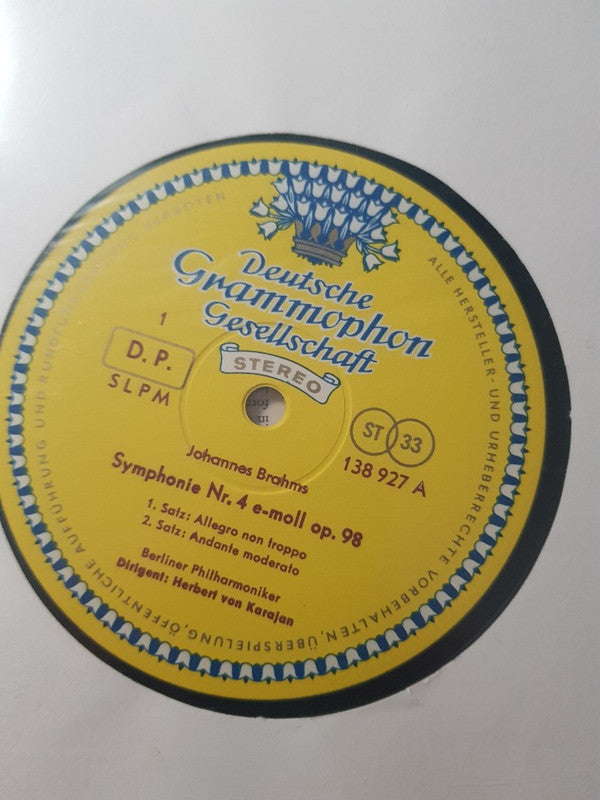 Deutsche
Grammophon
Gesellschaft
STEREO
1
D.P.
SLPM
ST 33
138 927 A
Johannes Brahms
Symphonie Nr. 4 e-moll op. 98
1. Satz: Allegro non troppo
2. Satz: Andante moderato
Berliner Philharmoniker
Dirigent: Herbert von Karajan
ALLE HERSTELLER- UND URHEBERRECHTE VORBEHALTEN, ÜBERSPIELUNG, ÖFFENTLICHE AUFFÜHRUNG UND RUNDFUNK VERBOTEN